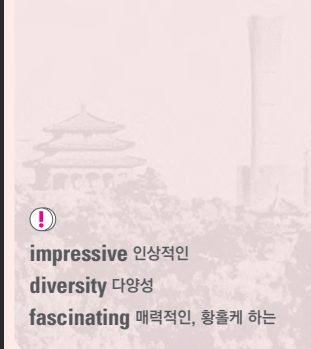 impressive 인상적인
diversity 다양성
fascinating 매력적인, 황홀케 하는